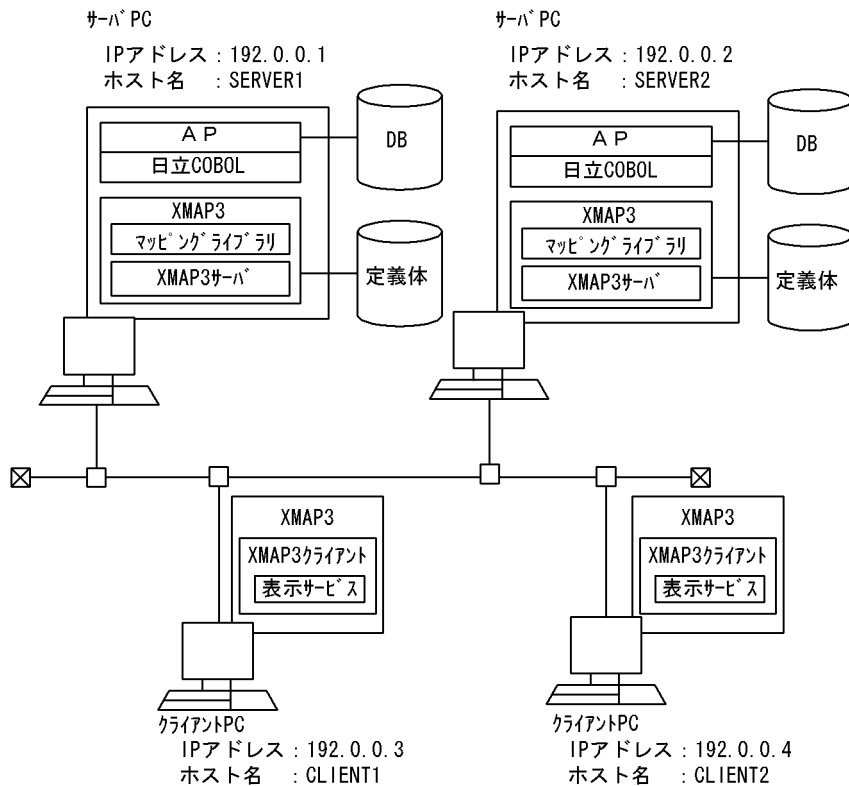 サーバPC
IPアドレス：192.0.0.1
ホスト名　：SERVER1
AP
日立COBOL
DB
XMAP3
マッピングライブラリ
XMAP3サーバ
定義体
サーバPC
IPアドレス：192.0.0.2
ホスト名　：SERVER2
AP
日立COBOL
DB
XMAP3
マッピングライブラリ
XMAP3サーバ
定義体
XMAP3
XMAP3クライアント
表示サービス
クライアントPC
IPアドレス：192.0.0.3
ホスト名　：CLIENT1
XMAP3
XMAP3クライアント
表示サービス
クライアントPC
IPアドレス：192.0.0.4
ホスト名　：CLIENT2